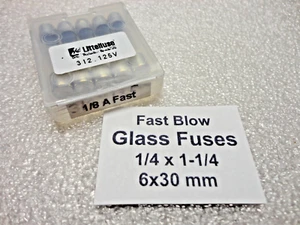 Littelfuse
312.125V
1/8 A Fast
Fast Blow
Glass Fuses
1/4 x 1-1/4
6x30 mm